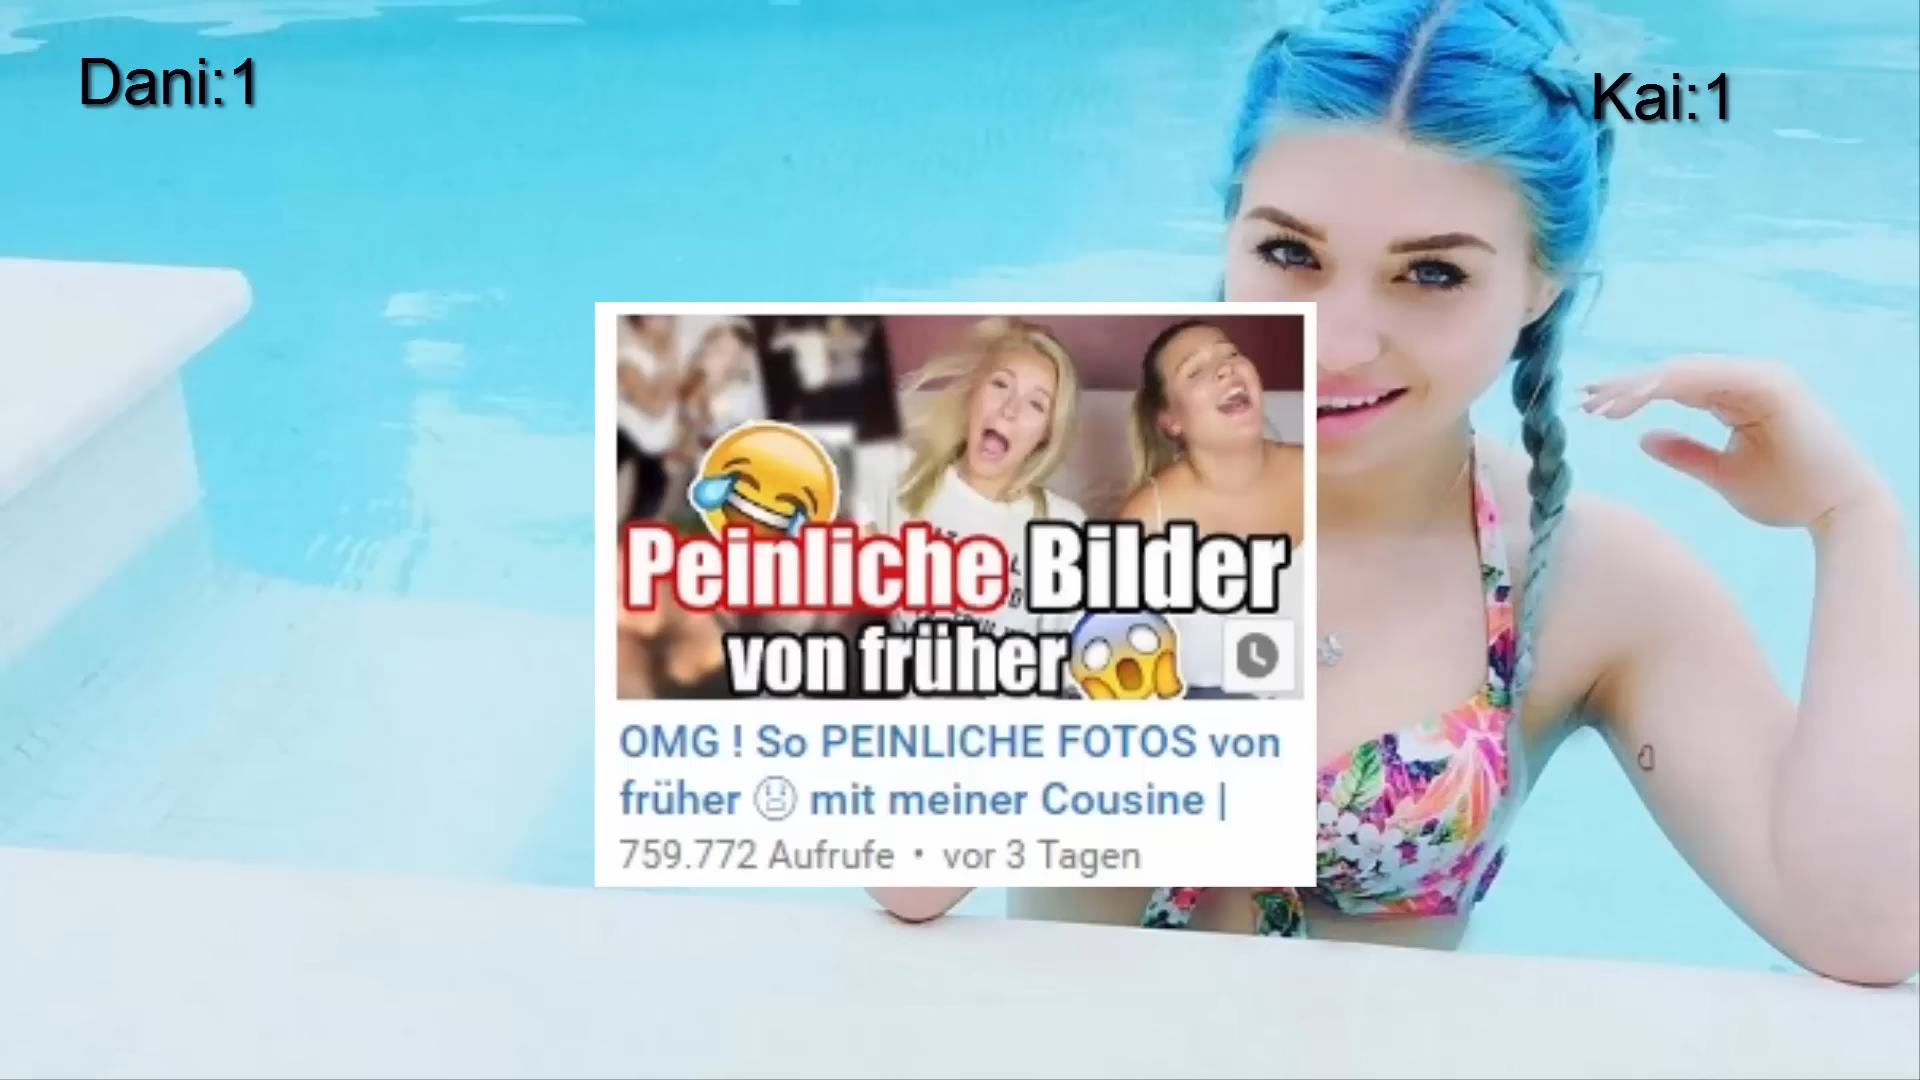 Dani:1
Kai:1
Peinliche Bilder
von früher
OMG ! So PEINLICHE FOTOS von
früher mit meiner Cousine |
759.772 Aufrufe • vor 3 Tagen